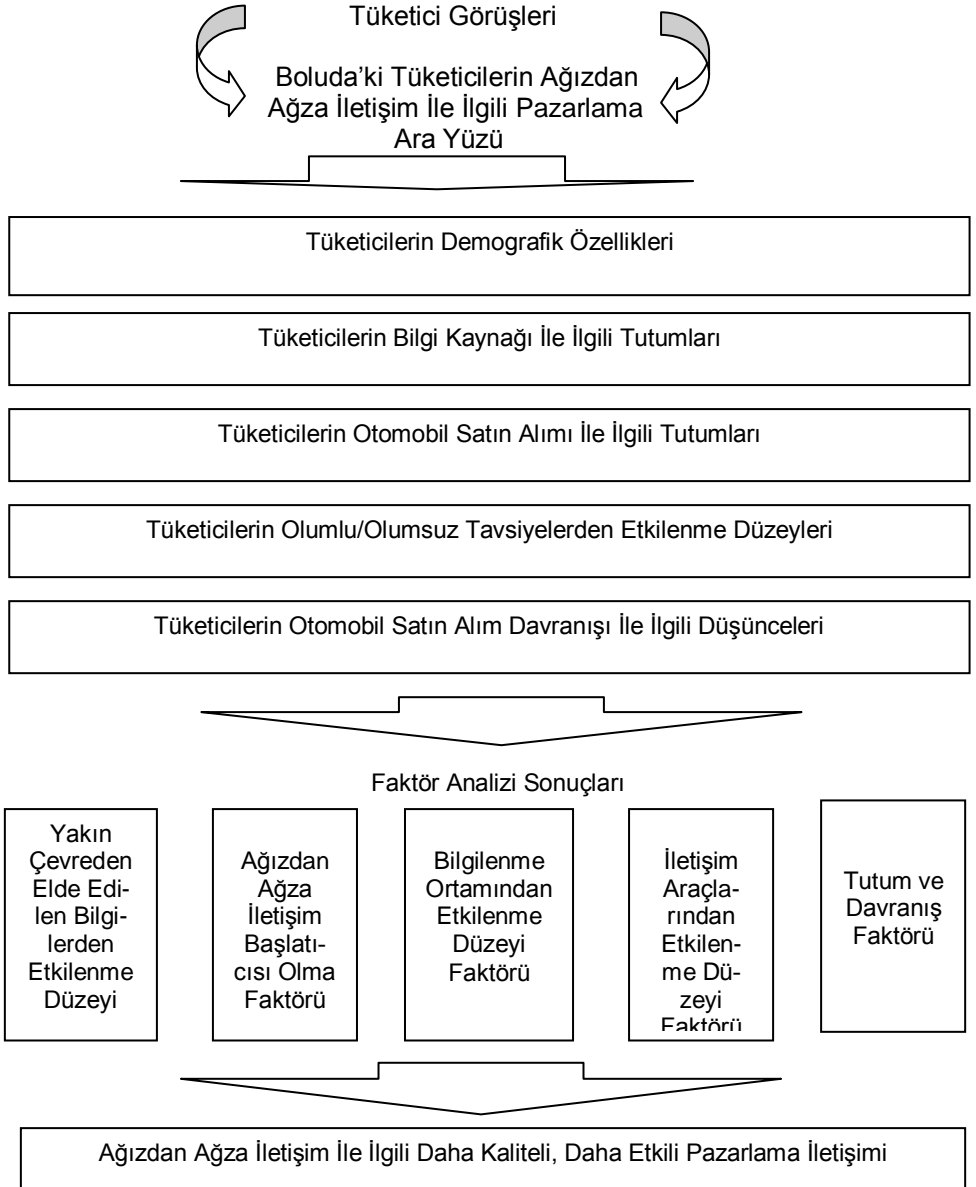 Tüketici Görüşleri
Boluda'ki Tüketicilerin Ağızdan
Ağza İletişim İle İlgili Pazarlama
Ara Yüzü
Tüketicilerin Demografik Özellikleri
Tüketicilerin Bilgi Kaynağı İle İlgili Tutumları
Tüketicilerin Otomobil Satın Alımı İle İlgili Tutumları
Tüketicilerin Olumlu/Olumsuz Tavsiyelerden Etkilenme Düzeyleri
Tüketicilerin Otomobil Satın Alım Davranışı İle İlgili Düşünceleri
Faktör Analizi Sonuçları
Yakın
Çevreden
Elde Edi-
len Bilgi-
lerden
Etkilenme
Düzeyi
Ağızdan
Ağza
İletişim
Başlatı-
cısı Olma
Faktörü
Bilgilenme
Ortamından
Etkilenme
Düzeyi
Faktörü
İletişim
Araçla-
rından
Etkilen-
me Dü-
zeyi
Faktörü
Tutum ve
Davranış
Faktörü
Ağızdan Ağza İletişim İle İlgili Daha Kaliteli, Daha Etkili Pazarlama İletişimi